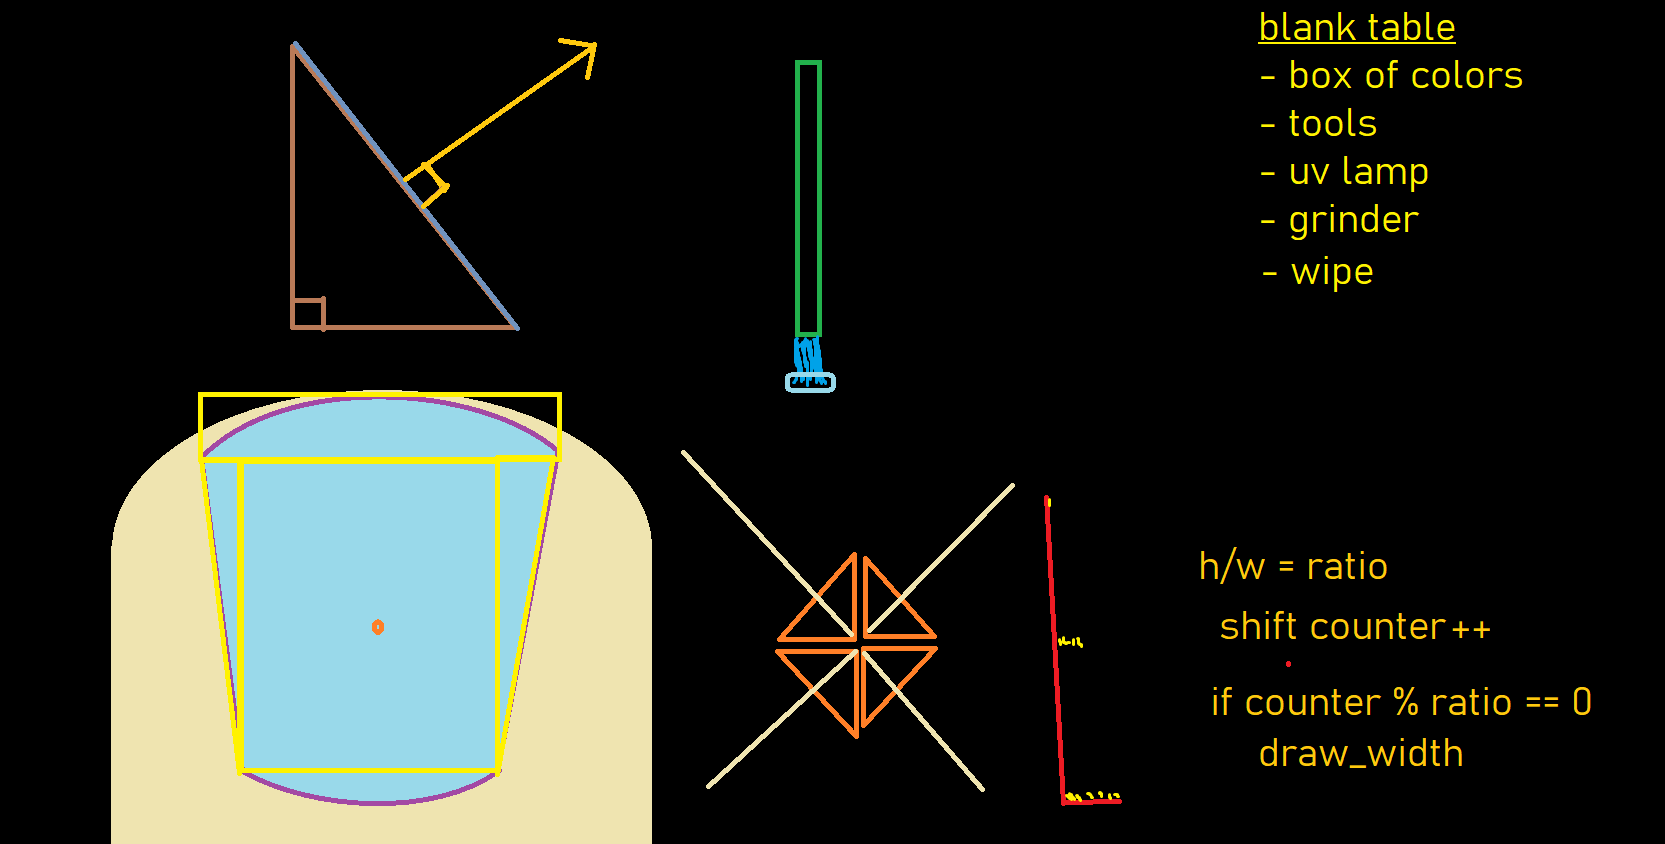 blank table
- box of colors
- tools
- uv lamp
- grinder
- wipe
h/w = ratio
shift counter++
if counter % ratio == 0
draw_width